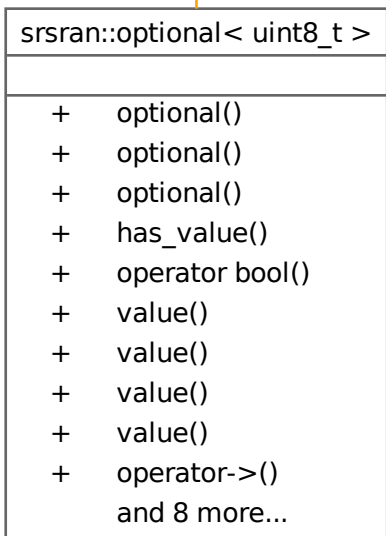 srsran::optional< uint8_t >
+ optional()
+ optional()
+ optional()
+ has_value()
+ operator bool()
+ value()
+ value()
+ value()
+ value()
+ operator->()
and 8 more...